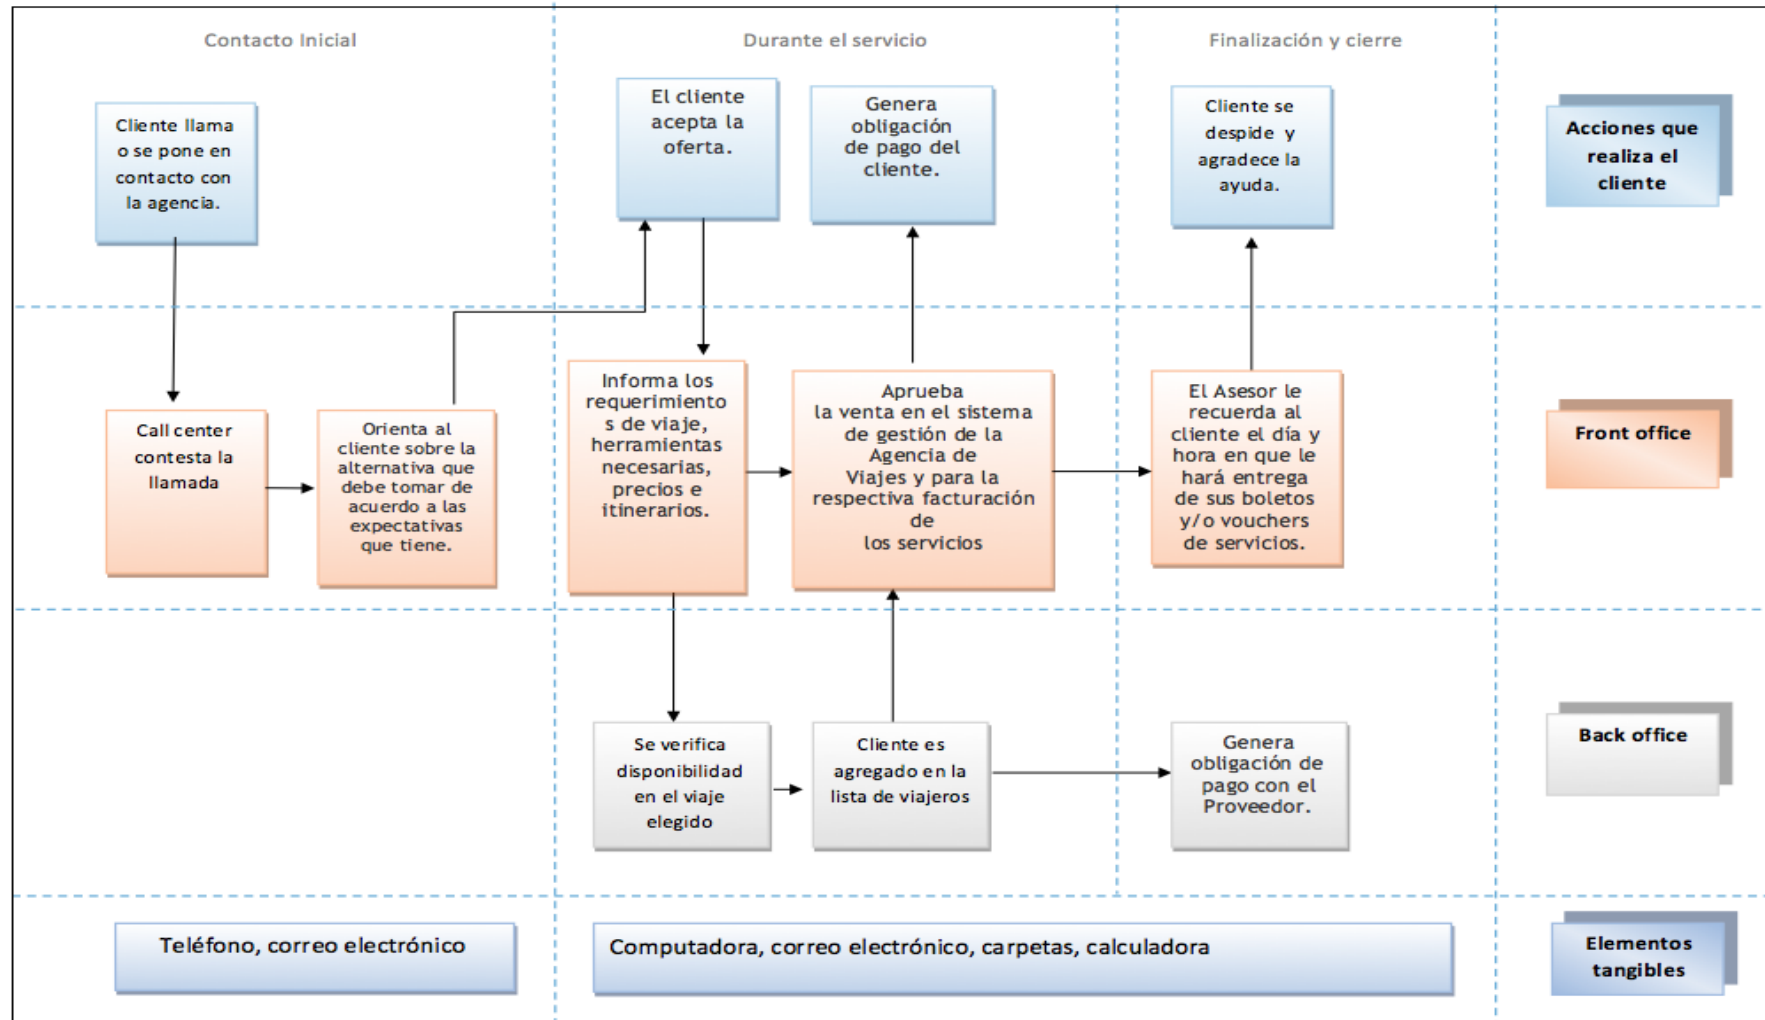 Contacto Inicial
Durante el servicio
Finalización y cierre
Cliente llama
o se pone en
contacto con
la agencia.
El cliente
acepta la
oferta.
Genera
obligación
de pago del
cliente.
Cliente se
despide y
agradece la
ayuda.
Acciones que
realiza el
cliente
Call center
contesta la
llamada
Orienta al
cliente sobre la
alternativa que
debe tomar de
acuerdo a las
expectativas
que tiene.
Informa los
requerimiento
s de viaje,
herramientas
necesarias,
precios e
itinerarios.
Aprueba
la venta en el sistema
de gestión de la
Agencia de
Viajes y para la
respectiva facturación
de
los servicios
El Asesor le
recuerda al
cliente el día y
hora en que le
hará entrega
de sus boletos
y/o vouchers
de servicios.
Front office
Se verifica
disponibilidad
en el viaje
elegido
Cliente es
agregado en la
lista de viajeros
Genera
obligación de
pago con el
Proveedor.
Back office
Teléfono, correo electrónico
Computadora, correo electrónico, carpetas, calculadora
Elementos
tangibles